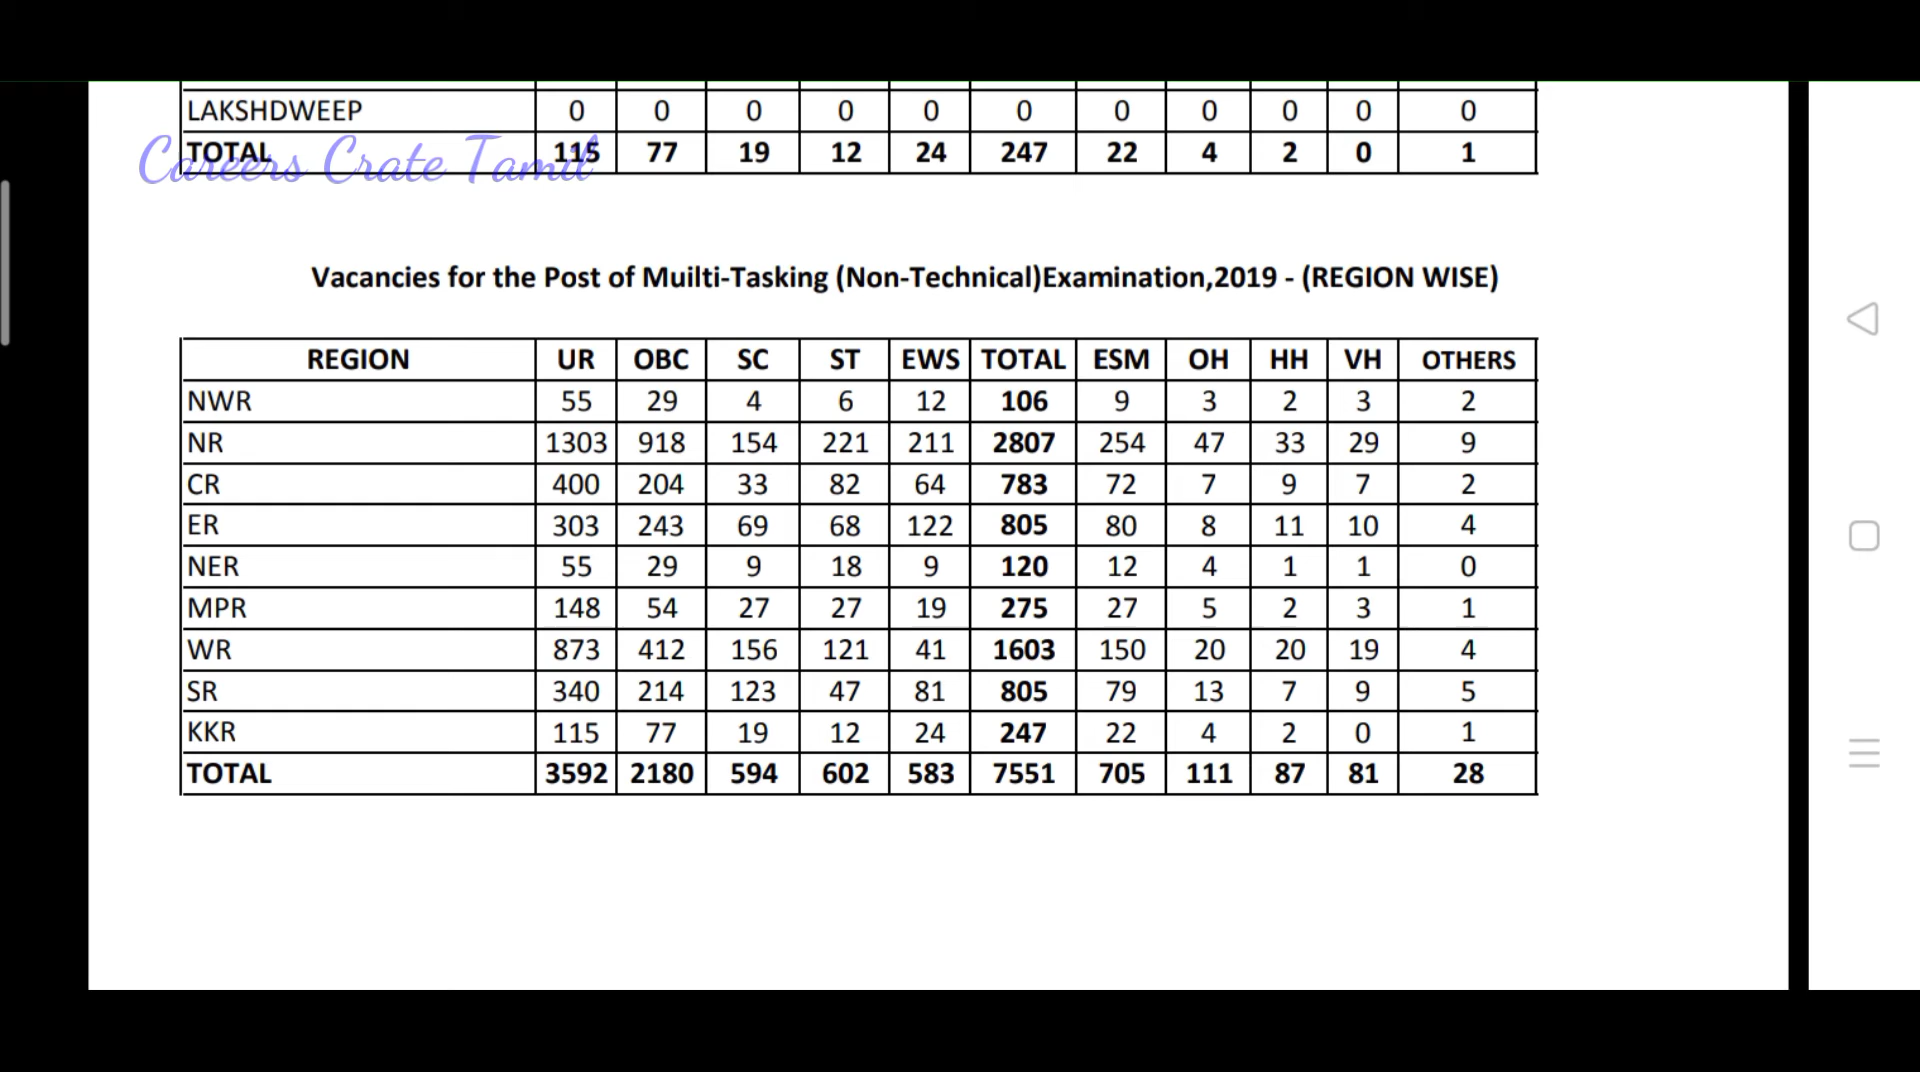 LAKSHDWEEP 0 0 0 0 0 0 0 0 0 0 0
TOTAL 115 77 19 12 24 247 22 4 2 0 1
Careers Crate Tamil
Vacancies for the Post of Muilti-Tasking (Non-Technical)Examination,2019 - (REGION WISE)
REGION UR OBC SC ST EWS TOTAL ESM OH HH VH OTHERS
NWR 55 29 4 6 12 106 9 3 2 3 2
NR 1303 918 154 221 211 2807 254 47 33 29 9
CR 400 204 33 82 64 783 72 7 9 7 2
ER 303 243 69 68 122 805 80 8 11 10 4
NER 55 29 9 18 9 120 12 4 1 1 0
MPR 148 54 27 27 19 275 27 5 2 3 1
WR 873 412 156 121 41 1603 150 20 20 19 4
SR 340 214 123 47 81 805 79 13 7 9 5
KKR 115 77 19 12 24 247 22 4 2 0 1
TOTAL 3592 2180 594 602 583 7551 705 111 87 81 28